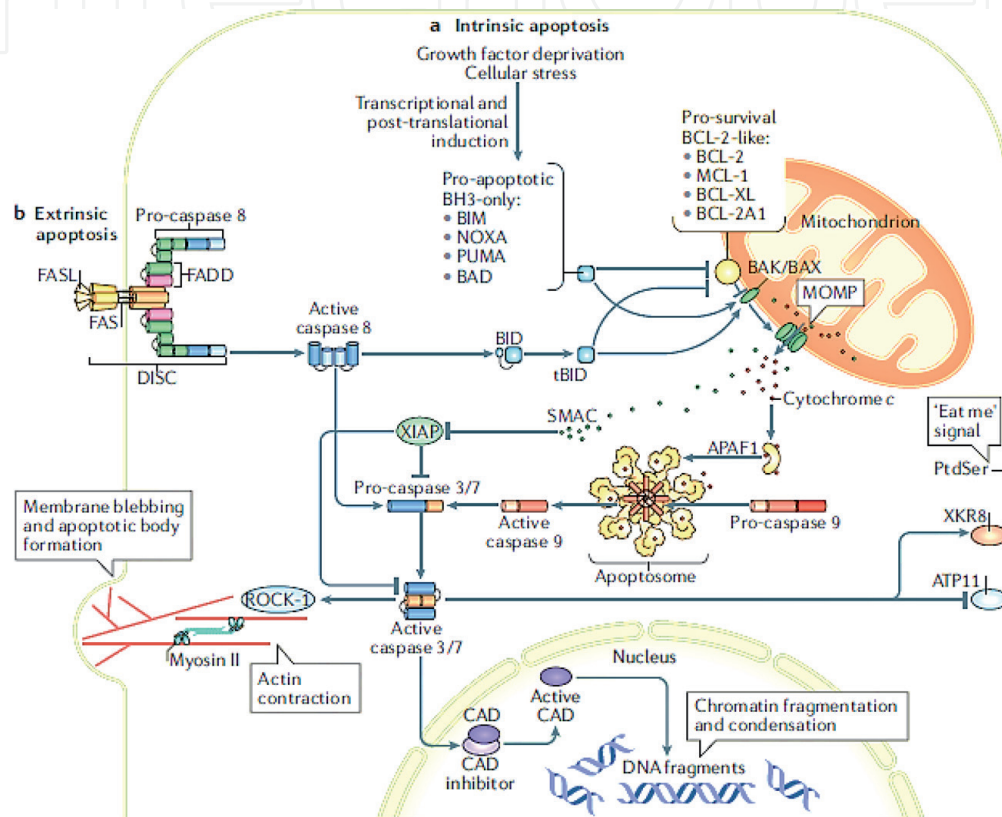 a Intrinsic apoptosis
Growth factor deprivation
Cellular stress
Transcriptional and
post-translational
induction
Pro-apoptotic
BH3-only:
• BIM
• NOXA
• PUMA
• BAD
Pro-survival
BCL-2-like:
• BCL-2
• MCL-1
• BCL-XL
• BCL-2A1
Mitochondrion
BAK/BAX
MOMP
b Extrinsic
apoptosis
Pro-caspase 8
FASL
FADD
FAS
DISC
Active
caspase 8
BID
tBID
Cytochrome c
SMAC
'Eat me'
signal
PtdSer
XIAP
APAF1
Pro-caspase 3/7
Active
caspase 9
Pro-caspase 9
Apoptosome
XKR8
ATP11
Membrane blebbing
and apoptotic body
formation
ROCK-1
Active
caspase 3/7
Myosin II
Actin
contraction
Nucleus
CAD
CAD
inhibitor
Active
CAD
Chromatin fragmentation
and condensation
DNA fragments